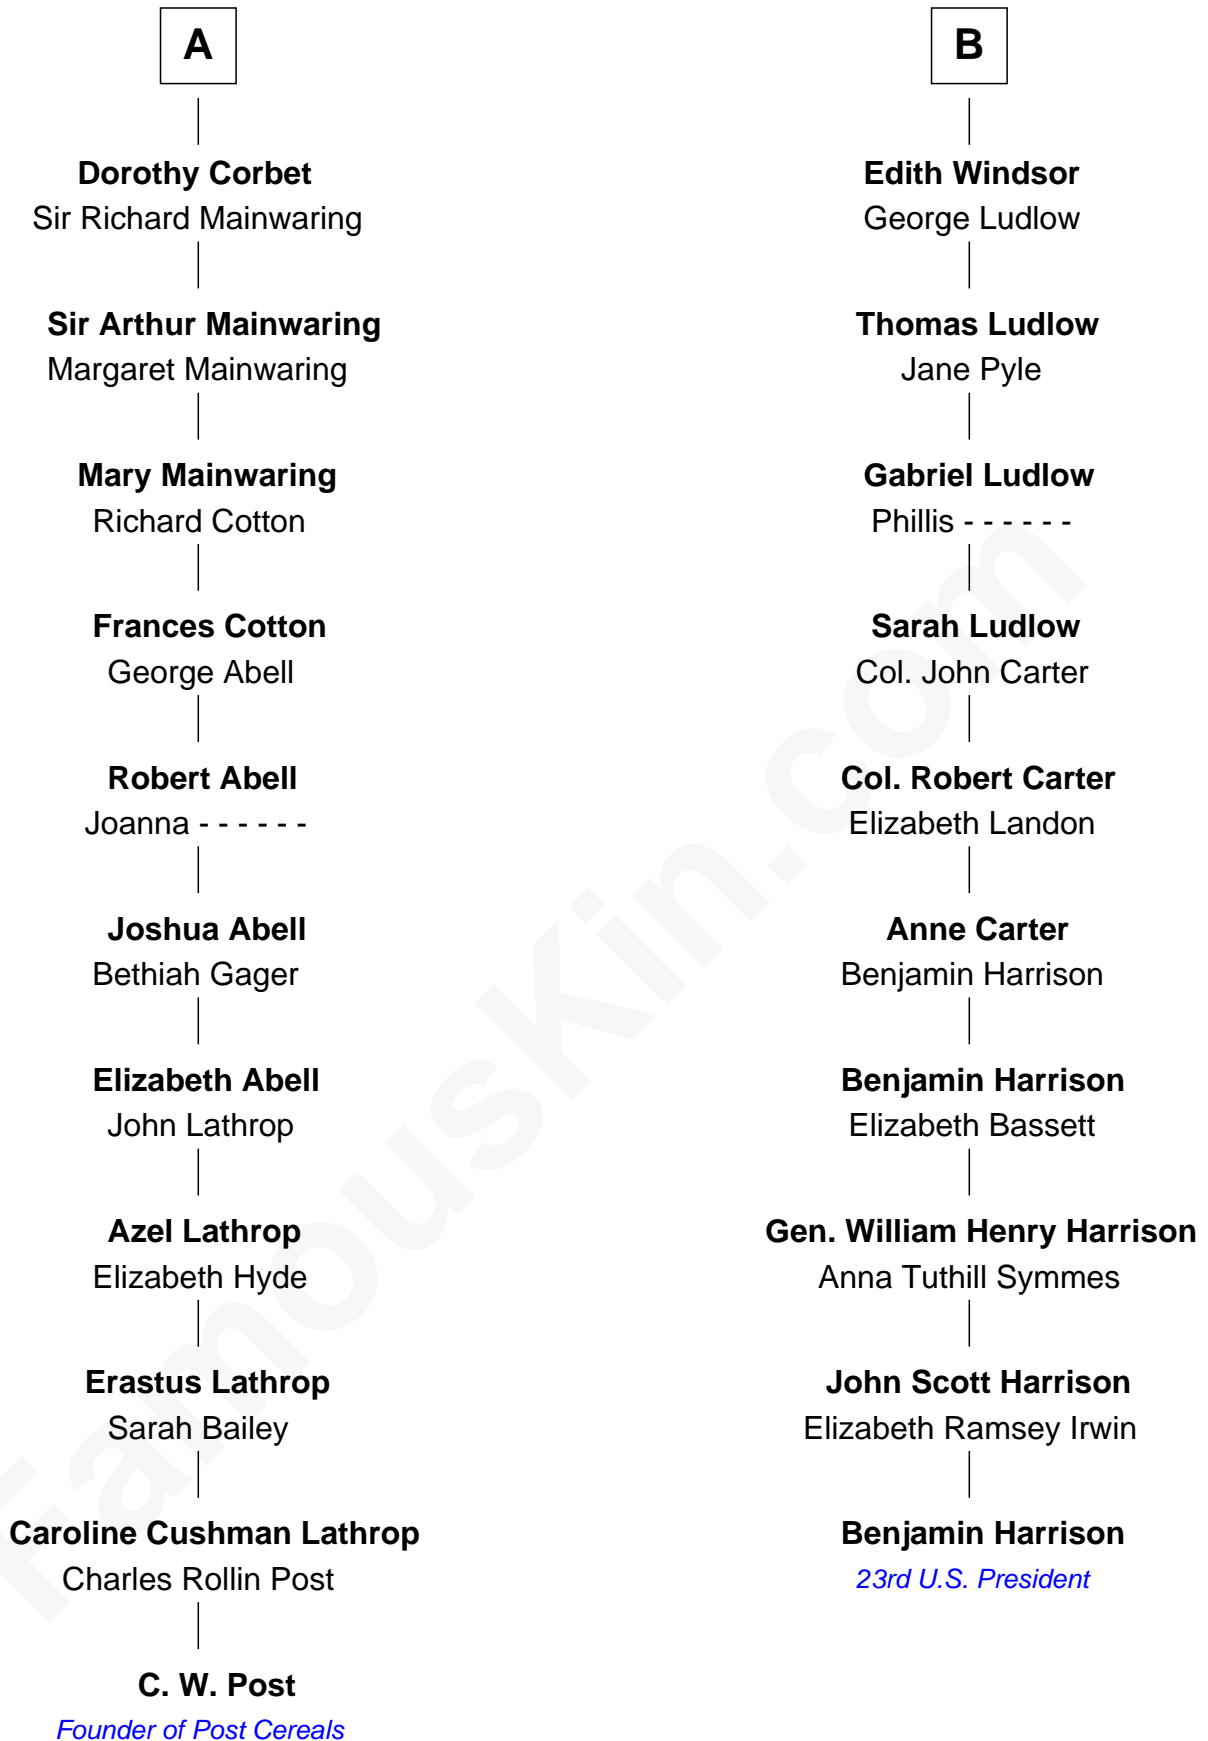 A
Dorothy Corbet
Sir Richard Mainwaring
Sir Arthur Mainwaring
Margaret Mainwaring
Mary Mainwaring
Richard Cotton
Frances Cotton
George Abell
Robert Abell
Joanna - - - - - -
Joshua Abell
Bethiah Gager
Elizabeth Abell
John Lathrop
Azel Lathrop
Elizabeth Hyde
Erastus Lathrop
Sarah Bailey
Caroline Cushman Lathrop
Charles Rollin Post
C. W. Post
Founder of Post Cereals
B
Edith Windsor
George Ludlow
Thomas Ludlow
Jane Pyle
Gabriel Ludlow
Phillis - - - - - -
Sarah Ludlow
Col. John Carter
Col. Robert Carter
Elizabeth Landon
Anne Carter
Benjamin Harrison
Benjamin Harrison
Elizabeth Bassett
Gen. William Henry Harrison
Anna Tuthill Symmes
John Scott Harrison
Elizabeth Ramsey Irwin
Benjamin Harrison
23rd U.S. President
FamousKin.com